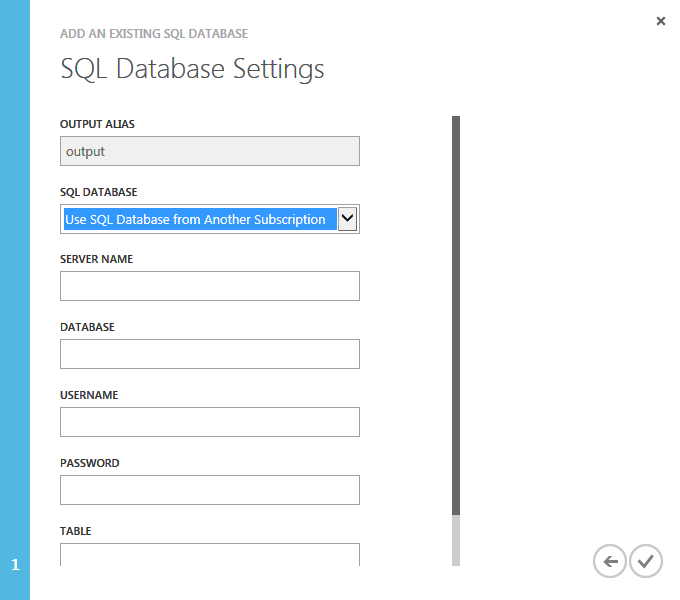 ADD AN EXISTING SQL DATABASE
SQL Database Settings
OUTPUT ALIAS
output
SQL DATABASE
Use SQL Database from Another Subscription
SERVER NAME
DATABASE
USERNAME
PASSWORD
TABLE
1